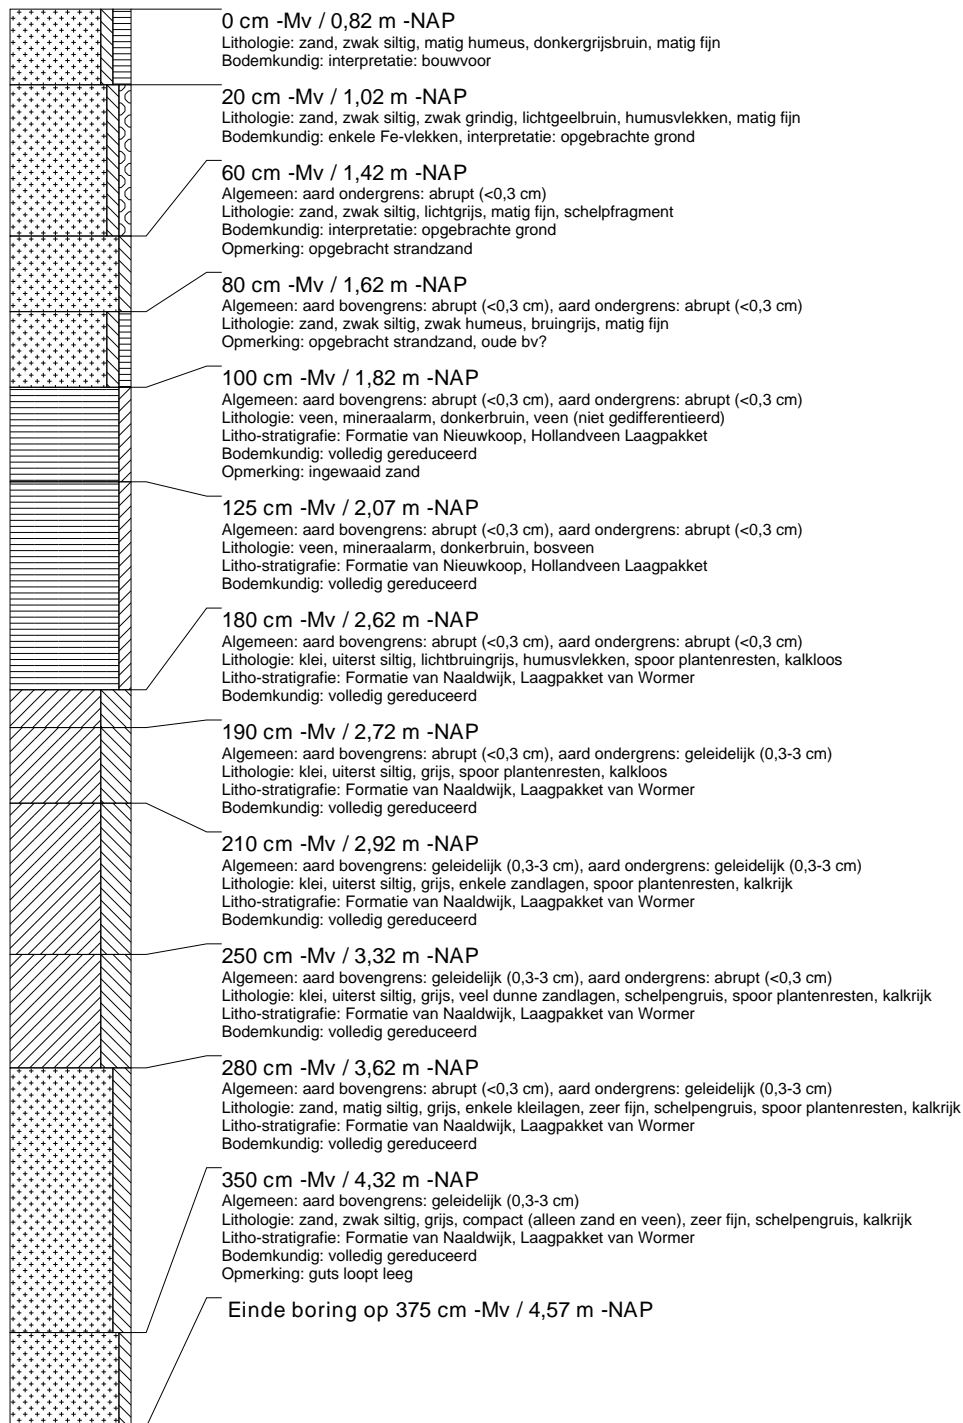 0 cm -Mv / 0,82 m -NAP
Lithologie: zand, zwak siltig, matig humeus, donkergrijsbruin, matig fijn
Bodemkundig: interpretatie: bouwvoor
20 cm -Mv / 1,02 m -NAP
Lithologie: zand, zwak siltig, zwak grindig, lichtgeelbruin, humusvlekken, matig fijn
Bodemkundig: enkele Fe-vlekken, interpretatie: opgebrachte grond
60 cm -Mv / 1,42 m -NAP
Algemeen: aard ondergrens: abrupt (<0,3 cm)
Lithologie: zand, zwak siltig, lichtgrijs, matig fijn, schelpfragment
Bodemkundig: interpretatie: opgebrachte grond
Opmerking: opgebracht strandzand
80 cm -Mv / 1,62 m -NAP
Algemeen: aard bovengrens: abrupt (<0,3 cm), aard ondergrens: abrupt (<0,3 cm)
Lithologie: zand, zwak siltig, zwak humeus, bruingrijs, matig fijn
Opmerking: opgebracht strandzand, oude bv?
100 cm -Mv / 1,82 m -NAP
Algemeen: aard bovengrens: abrupt (<0,3 cm), aard ondergrens: abrupt (<0,3 cm)
Lithologie: veen, mineraalarm, donkerbruin, veen (niet gedifferentieerd)
Litho-stratigrafie: Formatie van Nieuwkoop, Hollandveen Laagpakket
Bodemkundig: volledig gereduceerd
Opmerking: ingewaaid zand
125 cm -Mv / 2,07 m -NAP
Algemeen: aard bovengrens: abrupt (<0,3 cm), aard ondergrens: abrupt (<0,3 cm)
Lithologie: veen, mineraalarm, donkerbruin, bosveen
Litho-stratigrafie: Formatie van Nieuwkoop, Hollandveen Laagpakket
Bodemkundig: volledig gereduceerd
180 cm -Mv / 2,62 m -NAP
Algemeen: aard bovengrens: abrupt (<0,3 cm), aard ondergrens: abrupt (<0,3 cm)
Lithologie: klei, uiterst siltig, lichtbruingrijs, humusvlekken, spoor plantenresten, kalkloos
Litho-stratigrafie: Formatie van Naaldwijk, Laagpakket van Wormer
Bodemkundig: volledig gereduceerd
190 cm -Mv / 2,72 m -NAP
Algemeen: aard bovengrens: abrupt (<0,3 cm), aard ondergrens: geleidelijk (0,3-3 cm)
Lithologie: klei, uiterst siltig, grijs, spoor plantenresten, kalkloos
Litho-stratigrafie: Formatie van Naaldwijk, Laagpakket van Wormer
Bodemkundig: volledig gereduceerd
210 cm -Mv / 2,92 m -NAP
Algemeen: aard bovengrens: geleidelijk (0,3-3 cm), aard ondergrens: geleidelijk (0,3-3 cm)
Lithologie: klei, uiterst siltig, grijs, enkele zandlagen, spoor plantenresten, kalkrijk
Litho-stratigrafie: Formatie van Naaldwijk, Laagpakket van Wormer
Bodemkundig: volledig gereduceerd
250 cm -Mv / 3,32 m -NAP
Algemeen: aard bovengrens: geleidelijk (0,3-3 cm), aard ondergrens: abrupt (<0,3 cm)
Lithologie: klei, uiterst siltig, grijs, veel dunne zandlagen, schelpengruis, spoor plantenresten, kalkrijk
Litho-stratigrafie: Formatie van Naaldwijk, Laagpakket van Wormer
Bodemkundig: volledig gereduceerd
280 cm -Mv / 3,62 m -NAP
Algemeen: aard bovengrens: abrupt (<0,3 cm), aard ondergrens: geleidelijk (0,3-3 cm)
Lithologie: zand, matig siltig, grijs, enkele kleilagen, zeer fijn, schelpengruis, spoor plantenresten, kalkrijk
Litho-stratigrafie: Formatie van Naaldwijk, Laagpakket van Wormer
Bodemkundig: volledig gereduceerd
350 cm -Mv / 4,32 m -NAP
Algemeen: aard bovengrens: geleidelijk (0,3-3 cm)
Lithologie: zand, zwak siltig, grijs, compact (alleen zand en veen), zeer fijn, schelpengruis, kalkrijk
Litho-stratigrafie: Formatie van Naaldwijk, Laagpakket van Wormer
Bodemkundig: volledig gereduceerd
Opmerking: guts loopt leeg
Einde boring op 375 cm -Mv / 4,57 m -NAP